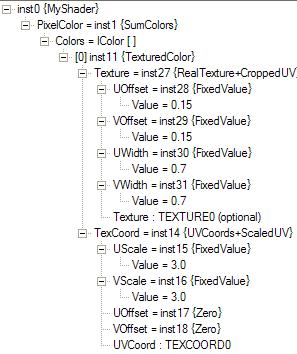 inst0 {MyShader}
PixelColor = inst1 {SumColors}
Colors = IColor [ ]
[0] inst11 {TexturedColor}
Texture = inst27 {RealTexture+CroppedUV}
UOffset = inst28 {FixedValue}
Value = 0.15
VOffset = inst29 {FixedValue}
Value = 0.15
UWidth = inst30 {FixedValue}
Value = 0.7
VWidth = inst31 {FixedValue}
Value = 0.7
Texture : TEXTURE0 (optional)
TexCoord = inst14 {UVCoords+ScaledUV}
UScale = inst15 {FixedValue}
Value = 3.0
VScale = inst16 {FixedValue}
Value = 3.0
UOffset = inst17 {Zero}
VOffset = inst18 {Zero}
UVCoord : TEXCOORD0